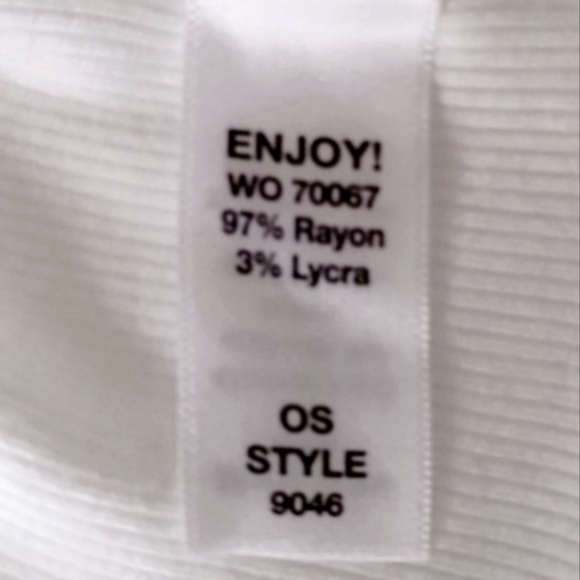 ENJOY!
WO 70067
97% Rayon
3% Lycra
OS
STYLE
9046